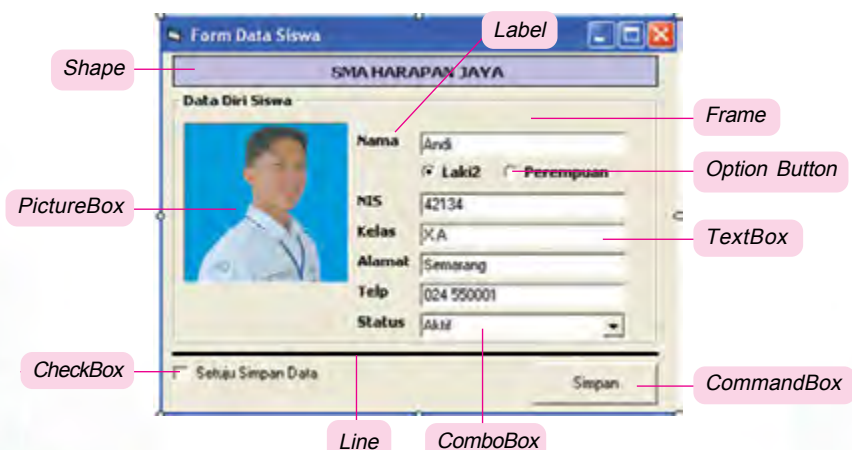 Form Data Siswa
Label
Shape
SMA HARAPAN JAYA
Data Diri Siswa
Frame
Nama
Andi
Laki2
Perempuan
Option Button
PictureBox
NIS
42134
Kelas
X.A
TextBox
Alamat
Semarang
Telp
024 550001
Status
Aktif
CheckBox
Setuju Simpan Data
Simpan
CommandBox
Line
ComboBox